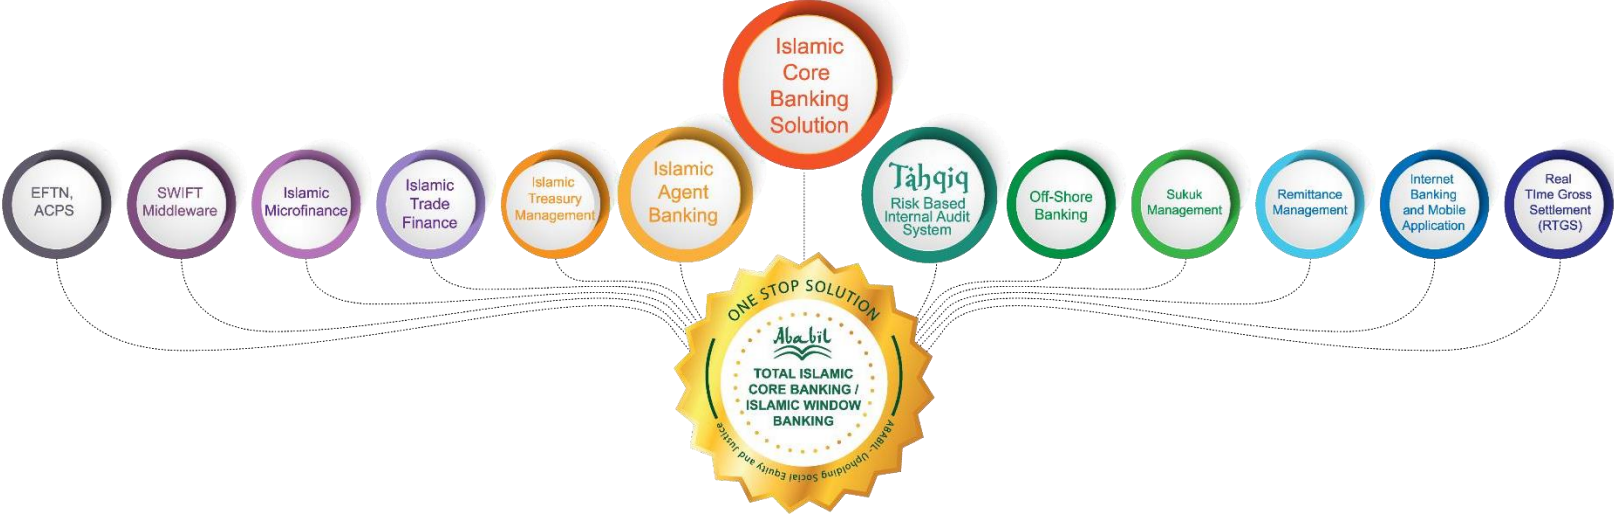 Islamic
Core
Banking
Solution
EFTN,
ACPS
SWIFT
Middleware
Islamic
Microfinance
Islamic
Trade
Finance
Islamic
Treasury
Management
Islamic
Agent
Banking
Tahqiq
Risk Based
Internal Audit
System
Off-Shore
Banking
Sukuk
Management
Remittance
Management
Internet
Banking
and Mobile
Application
Real
TIme Gross
Settlement
(RTGS)
ONE STOP SOLUTION
Ababil
TOTAL ISLAMIC
CORE BANKING /
ISLAMIC WINDOW
BANKING
ABABIL- Upholding Social Equity and Justice